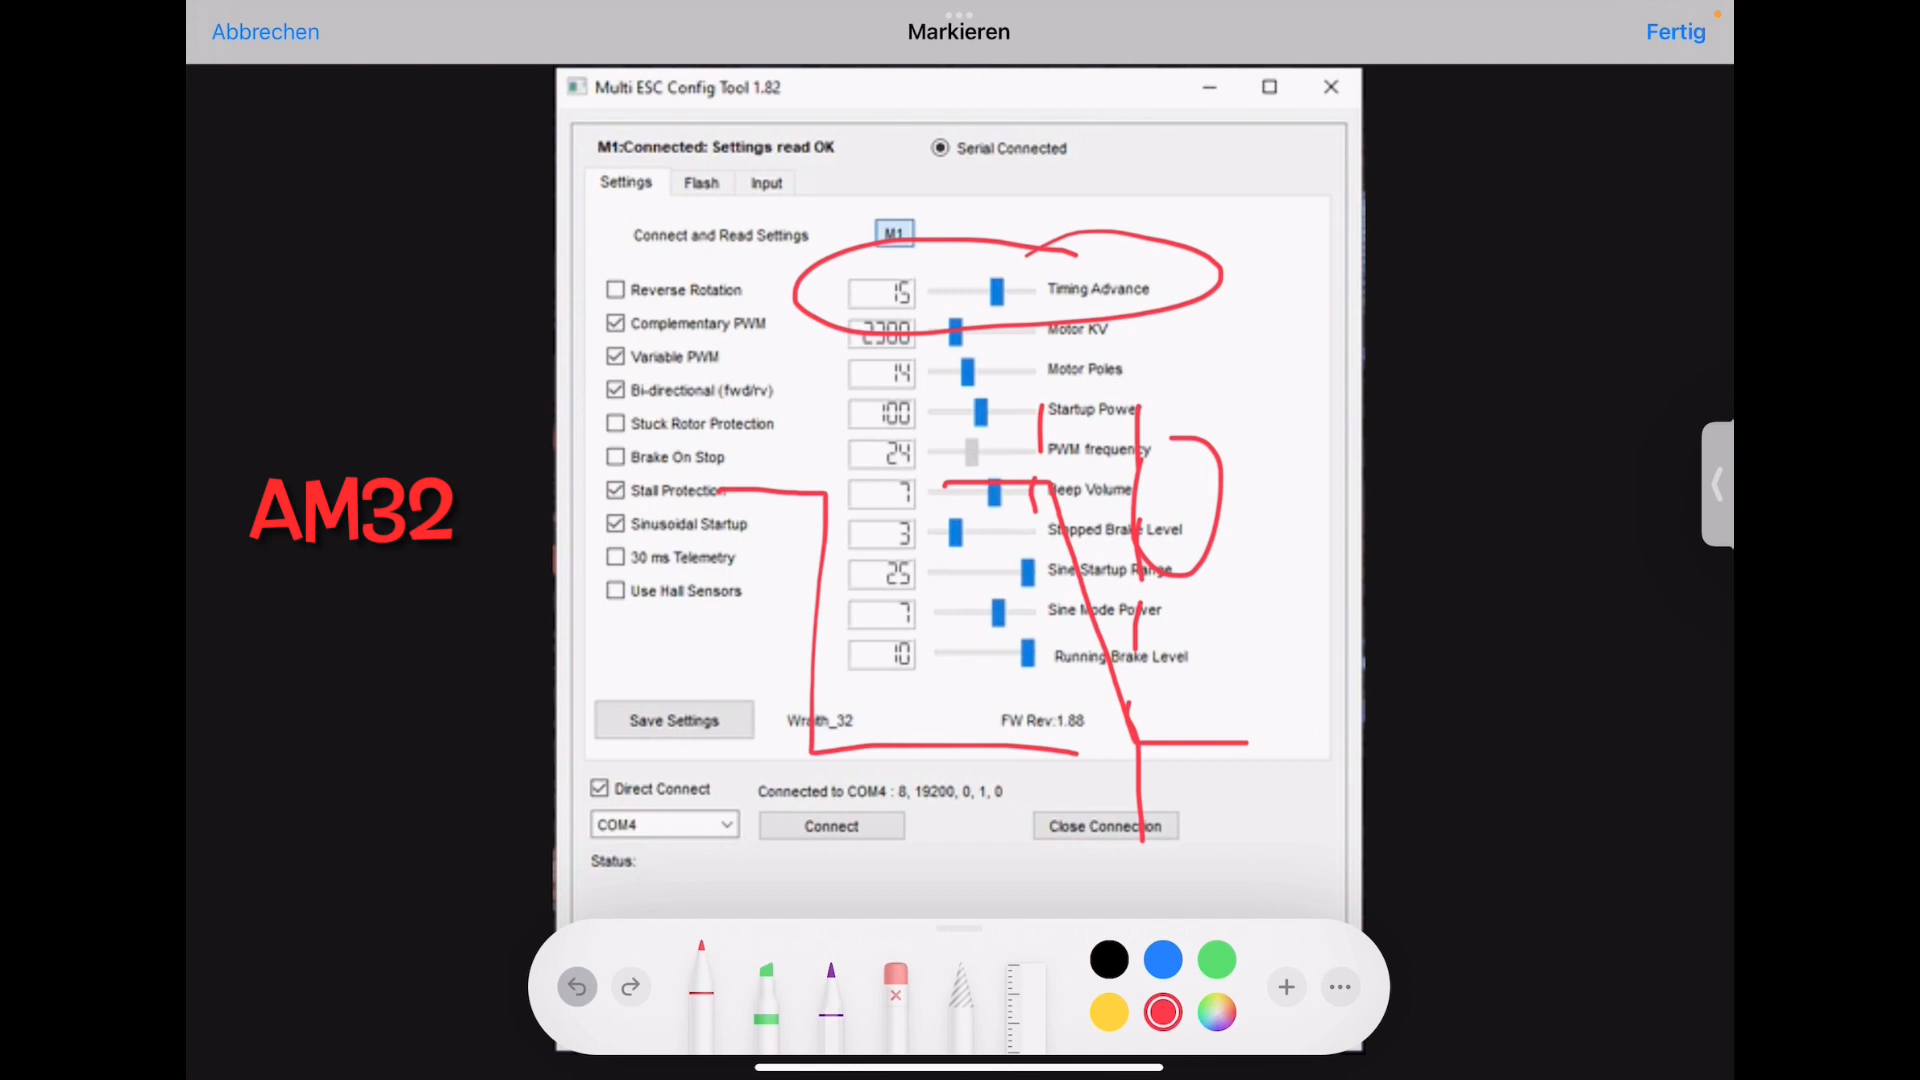 Abbrechen Markieren Fertig
Multi ESC Config Tool 1.82
M1:Connected: Settings read OK Serial Connected
Settings Flash Input
Connect and Read Settings M1
Reverse Rotation 15 Timing Advance
Complementary PWM 2300 Motor KV
Variable PWM 14 Motor Poles
Bi-directional (fwd/rv) 100 Startup Power
Stuck Rotor Protection 24 PWM frequency
Brake On Stop 7 Beep Volume
Stall Protection 3 Stopped Brake Level
Sinusoidal Startup 25 Sine Startup Range
30 ms Telemetry 7 Sine Mode Power
Use Hall Sensors 10 Running Brake Level
AM32
Save Settings Wraith_32 FW Rev:1.88
Direct Connect Connected to COM4 : 8, 19200, 0, 1, 0
COM4 Connect Close Connection
Status: